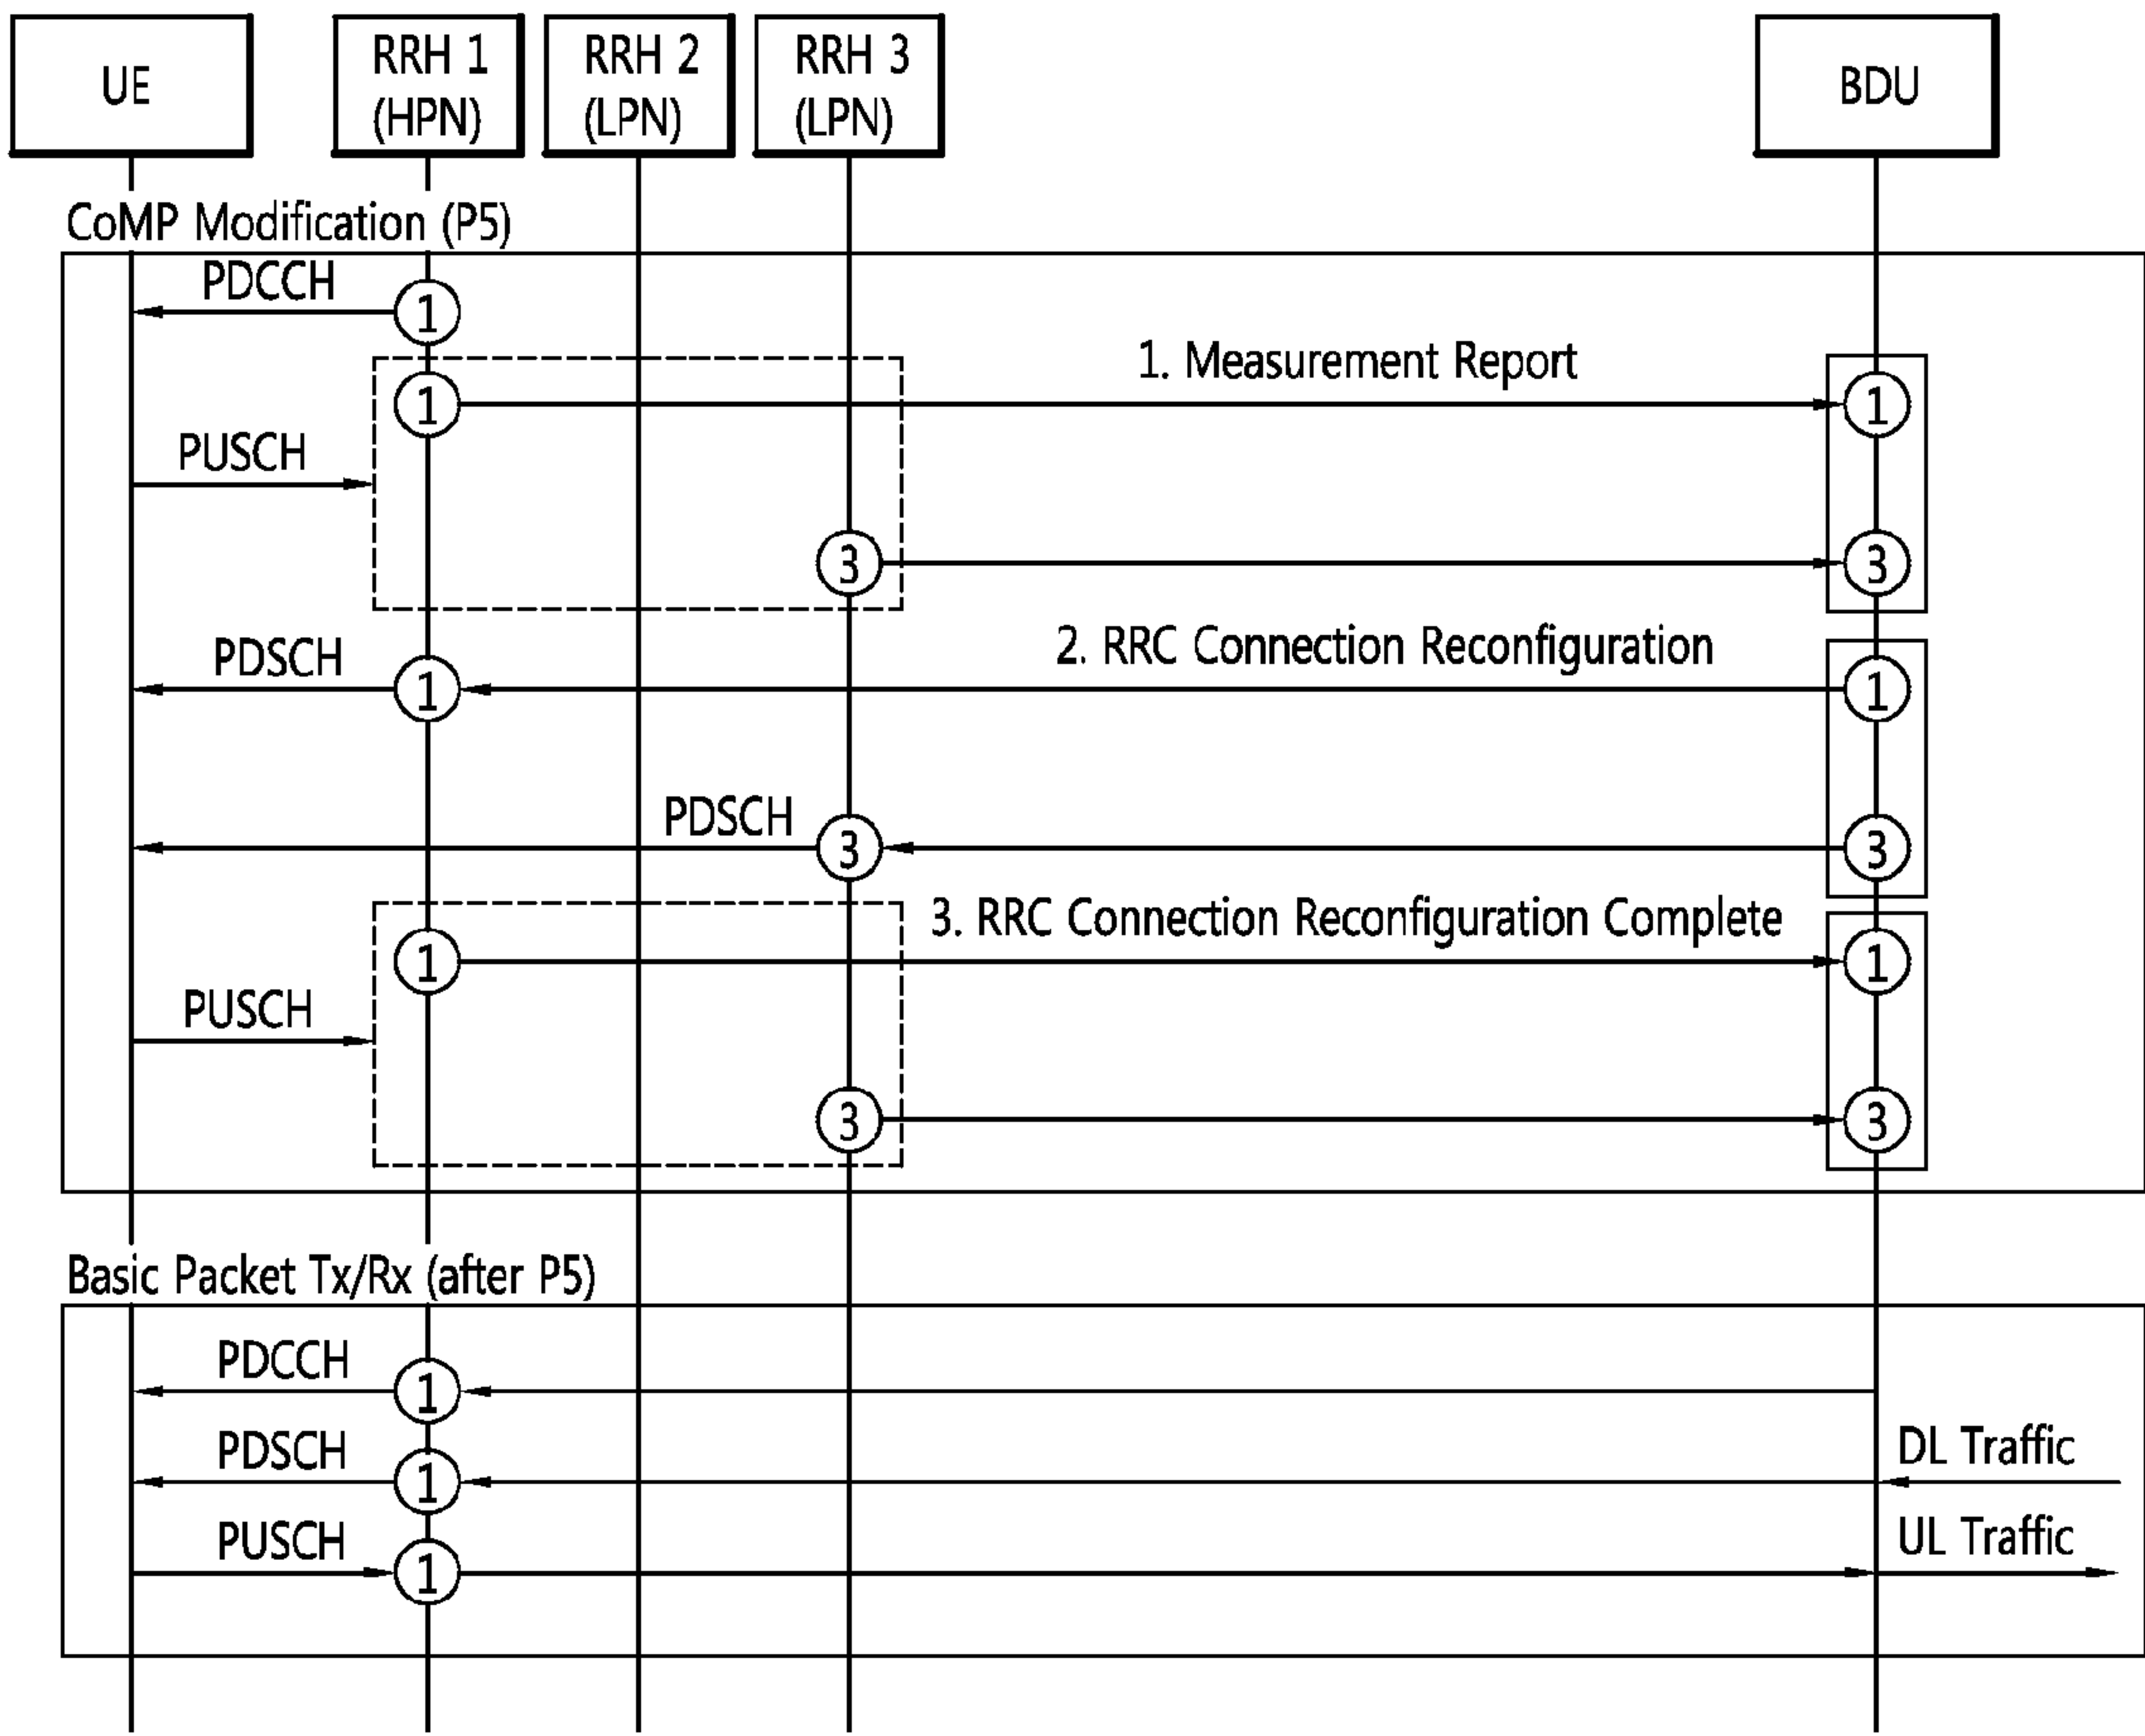 UE
RRH 1
(HPN)
RRH 2
(LPN)
RRH 3
(LPN)
BDU
CoMP Modification (P5)
PDCCH
1
1. Measurement Report
1
1
PUSCH
3
3
2. RRC Connection Reconfiguration
PDSCH
1
1
PDSCH
3
3
3. RRC Connection Reconfiguration Complete
1
1
PUSCH
3
3
Basic Packet Tx/Rx (after P5)
PDCCH
1
PDSCH
1
DL Traffic
PUSCH
1
UL Traffic